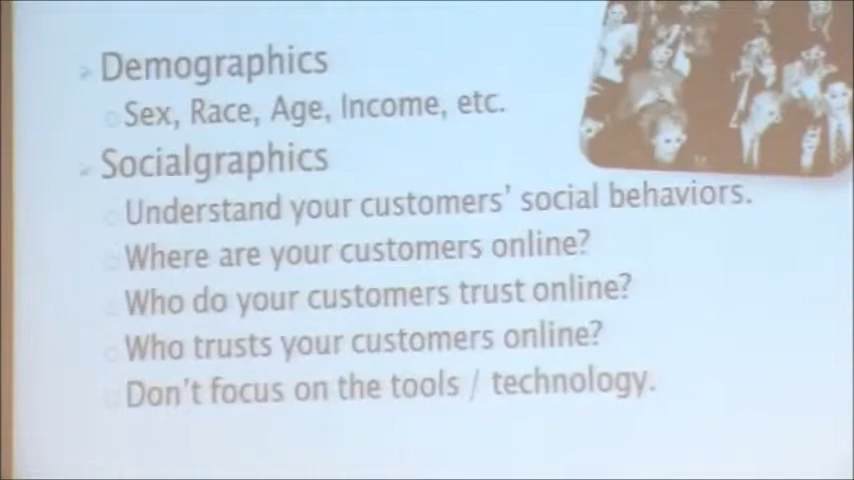 Demographics
Sex, Race, Age, Income, etc.
Socialgraphics
Understand your customers' social behaviors.
Where are your customers online?
Who do your customers trust online?
Who trusts your customers online?
Don't focus on the tools / technology.